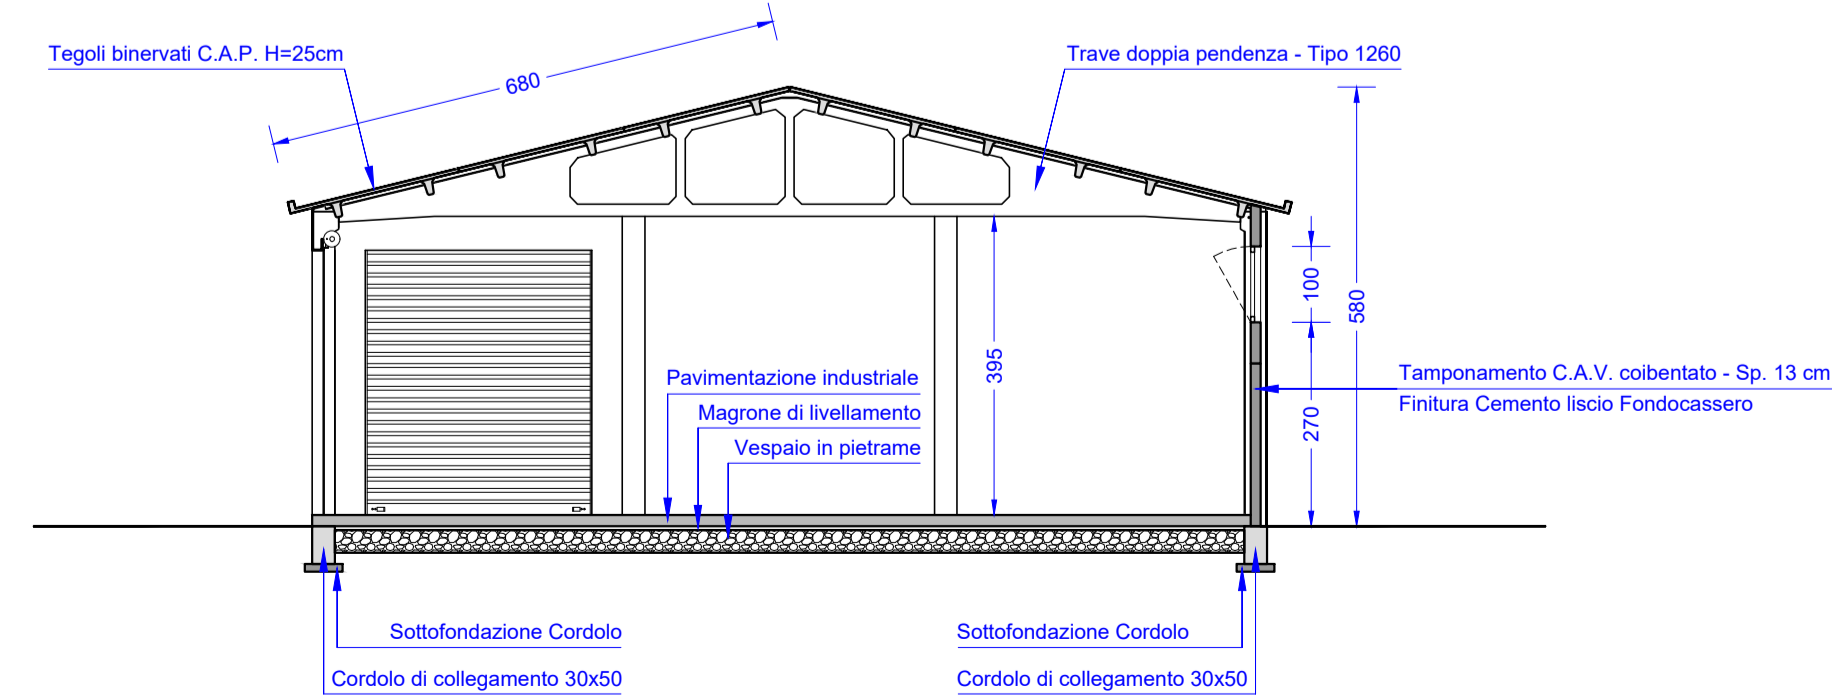 Tegoli binervati C.A.P. H=25cm
680
Trave doppia pendenza - Tipo 1260
100
580
395
270
Tamponamento C.A.V. coibentato - Sp. 13 cm
Finitura Cemento liscio Fondocassero
Pavimentazione industriale
Magrone di livellamento
Vespaio in pietrame
Sottofondazione Cordolo
Cordolo di collegamento 30x50
Sottofondazione Cordolo
Cordolo di collegamento 30x50